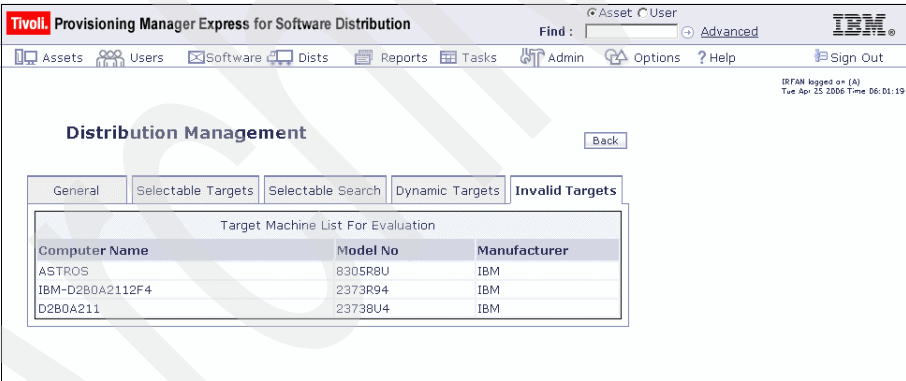 Tivoli. Provisioning Manager Express for Software Distribution
Asset User
Find : Advanced
IBM®
Assets Users Software Dists Reports Tasks Admin Options ? Help Sign Out
IRFAN logged on (A)
Tue Apr 25 2006 Time 06:01:19
Distribution Management
Back
General Selectable Targets Selectable Search Dynamic Targets Invalid Targets
Target Machine List For Evaluation
Computer Name Model No Manufacturer
ASTROS 8305R8U IBM
IBM-D2B0A2112F4 2373R94 IBM
D2B0A211 23738U4 IBM